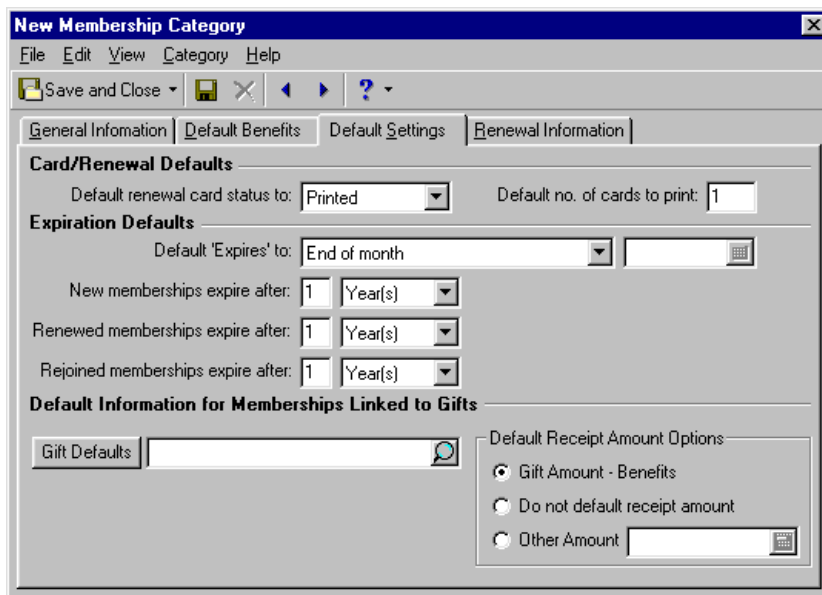 New Membership Category
File Edit View Category Help
Save and Close ?
General Infomation Default Benefits Default Settings Renewal Information
Card/Renewal Defaults
Default renewal card status to: Printed Default no. of cards to print: 1
Expiration Defaults
Default 'Expires' to: End of month
New memberships expire after: 1 Year(s)
Renewed memberships expire after: 1 Year(s)
Rejoined memberships expire after: 1 Year(s)
Default Information for Memberships Linked to Gifts
Gift Defaults
Default Receipt Amount Options
Gift Amount - Benefits
Do not default receipt amount
Other Amount